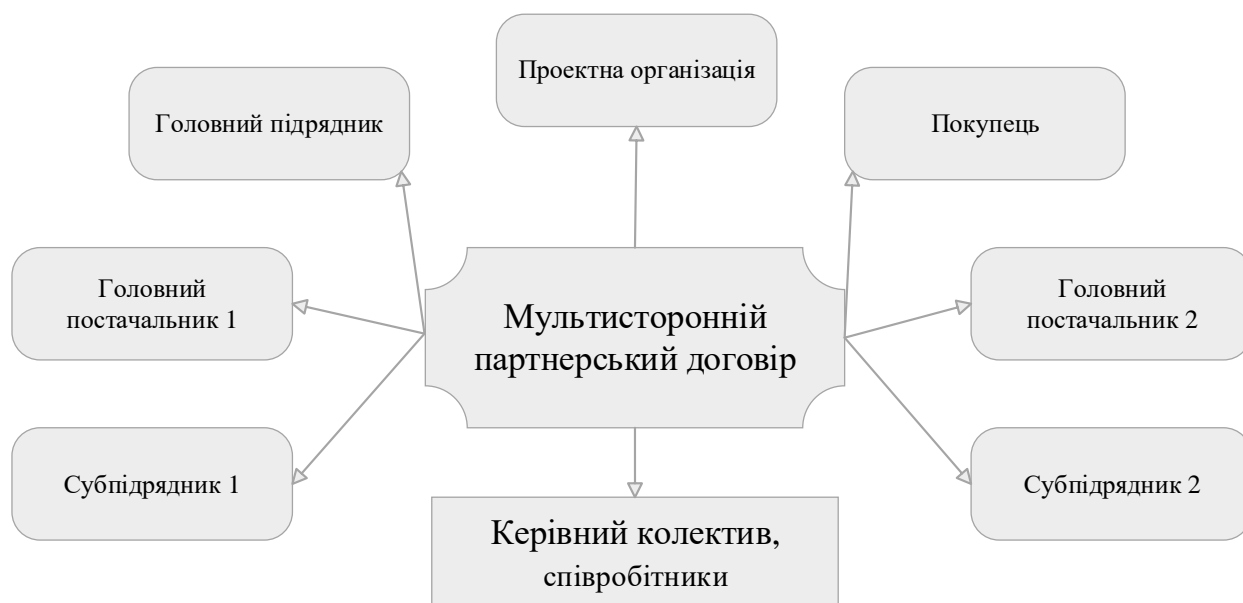 Проектна організація
Головний підрядник
Покупець
Головний
постачальник 1
Мультисторонній
партнерський договір
Головний
постачальник 2
Субпідрядник 1
Субпідрядник 2
Керівний колектив,
співробітники